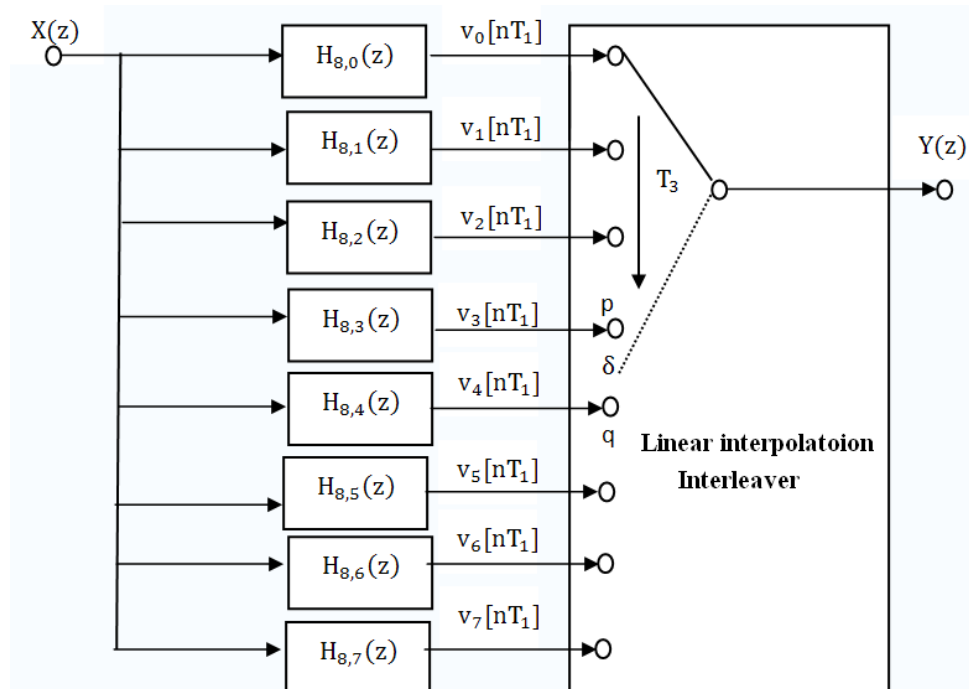 X(z)
H₈,₀(z)
v₀[nT₁]
H₈,₁(z)
v₁[nT₁]
Y(z)
T₃
H₈,₂(z)
v₂[nT₁]
p
H₈,₃(z)
v₃[nT₁]
δ
H₈,₄(z)
v₄[nT₁]
q
Linear interpolatoion
Interleaver
H₈,₅(z)
v₅[nT₁]
H₈,₆(z)
v₆[nT₁]
H₈,₇(z)
v₇[nT₁]